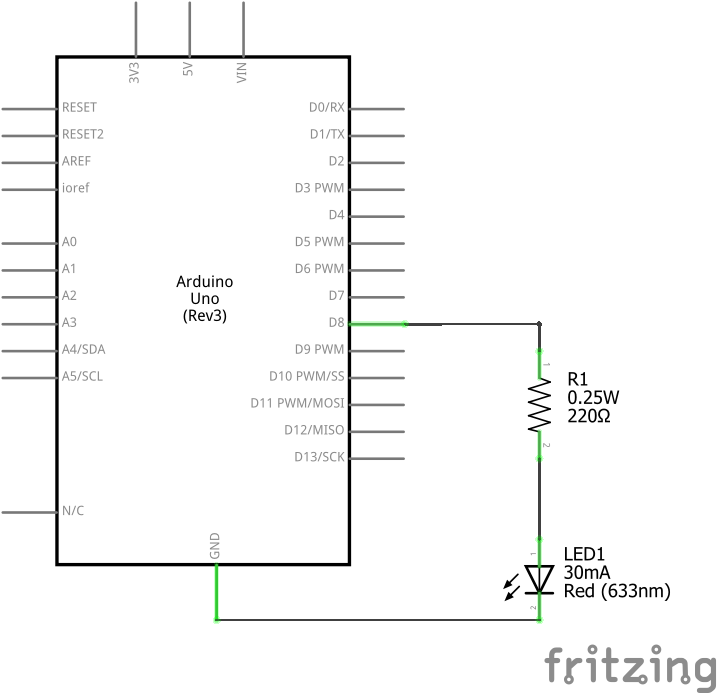 3V3
5V
VIN
RESET
RESET2
AREF
ioref
A0
A1
A2
A3
A4/SDA
A5/SCL
N/C
Arduino
Uno
(Rev3)
D0/RX
D1/TX
D2
D3 PWM
D4
D5 PWM
D6 PWM
D7
D8
D9 PWM
D10 PWM/SS
D11 PWM/MOSI
D12/MISO
D13/SCK
GND
1
R1
0.25W
220Ω
2
1
LED1
30mA
Red (633nm)
2
fritzing